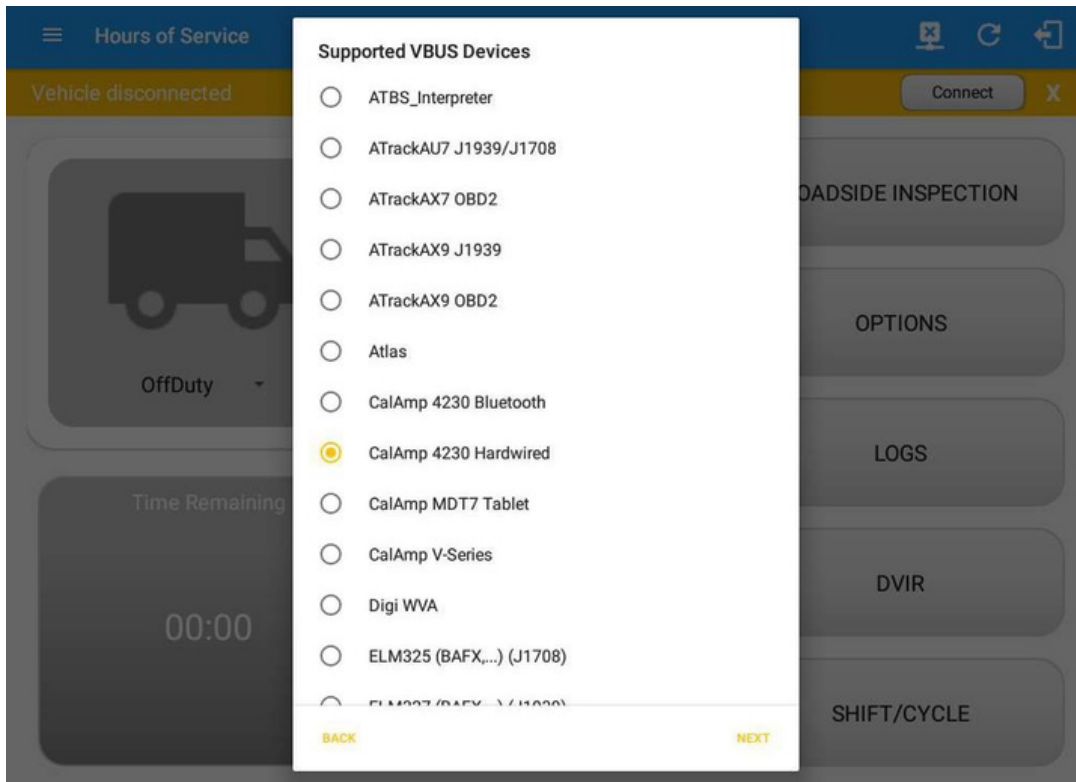 Hours of Service
Vehicle disconnected
Connect
X
OffDuty
Time Remaining
00:00
Supported VBUS Devices
ATBS_Interpreter
ATrackAU7 J1939/J1708
ATrackAX7 OBD2
ATrackAX9 J1939
ATrackAX9 OBD2
Atlas
CalAmp 4230 Bluetooth
CalAmp 4230 Hardwired
CalAmp MDT7 Tablet
CalAmp V-Series
Digi WVA
ELM325 (BAFX,...) (J1708)
BACK
NEXT
OADSIDE INSPECTION
OPTIONS
LOGS
DVIR
SHIFT/CYCLE